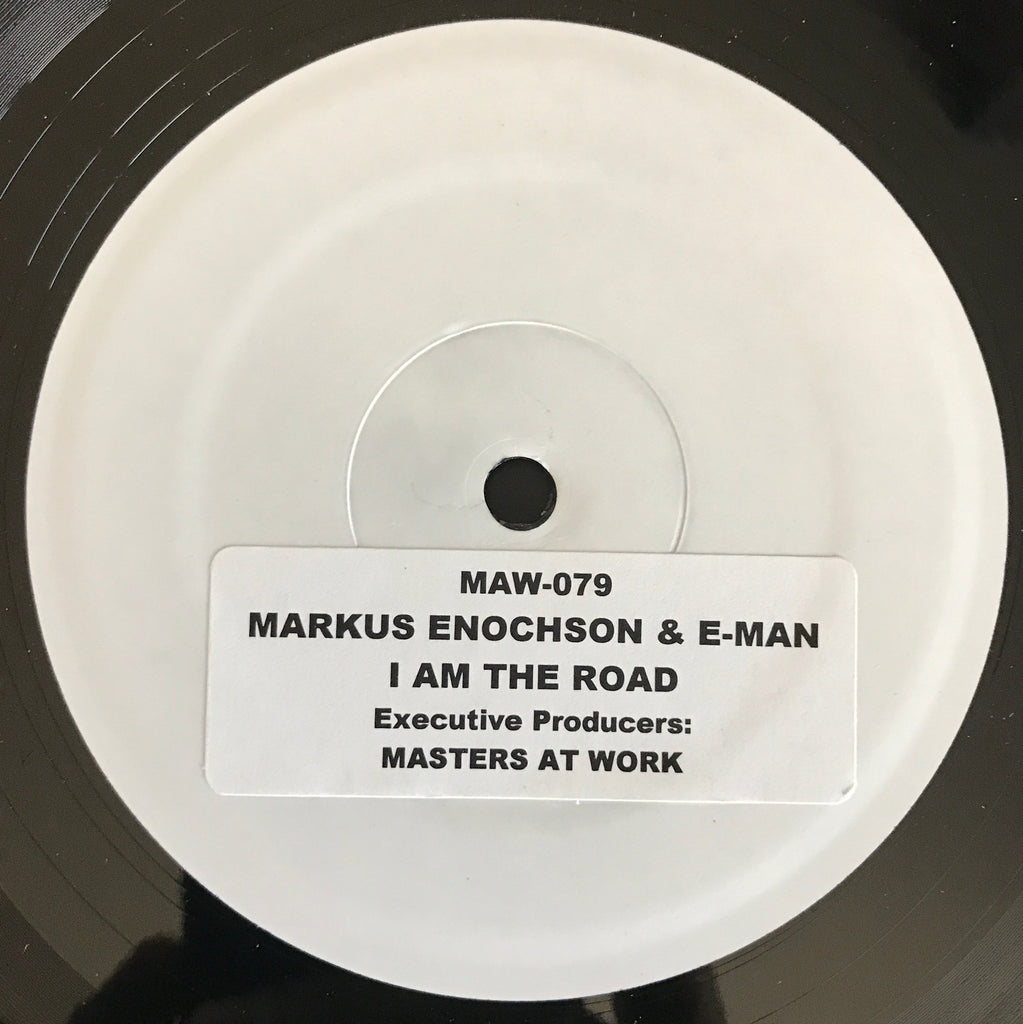 MAW-079
MARKUS ENOCHSON & E-MAN
I AM THE ROAD
Executive Producers:
MASTERS AT WORK